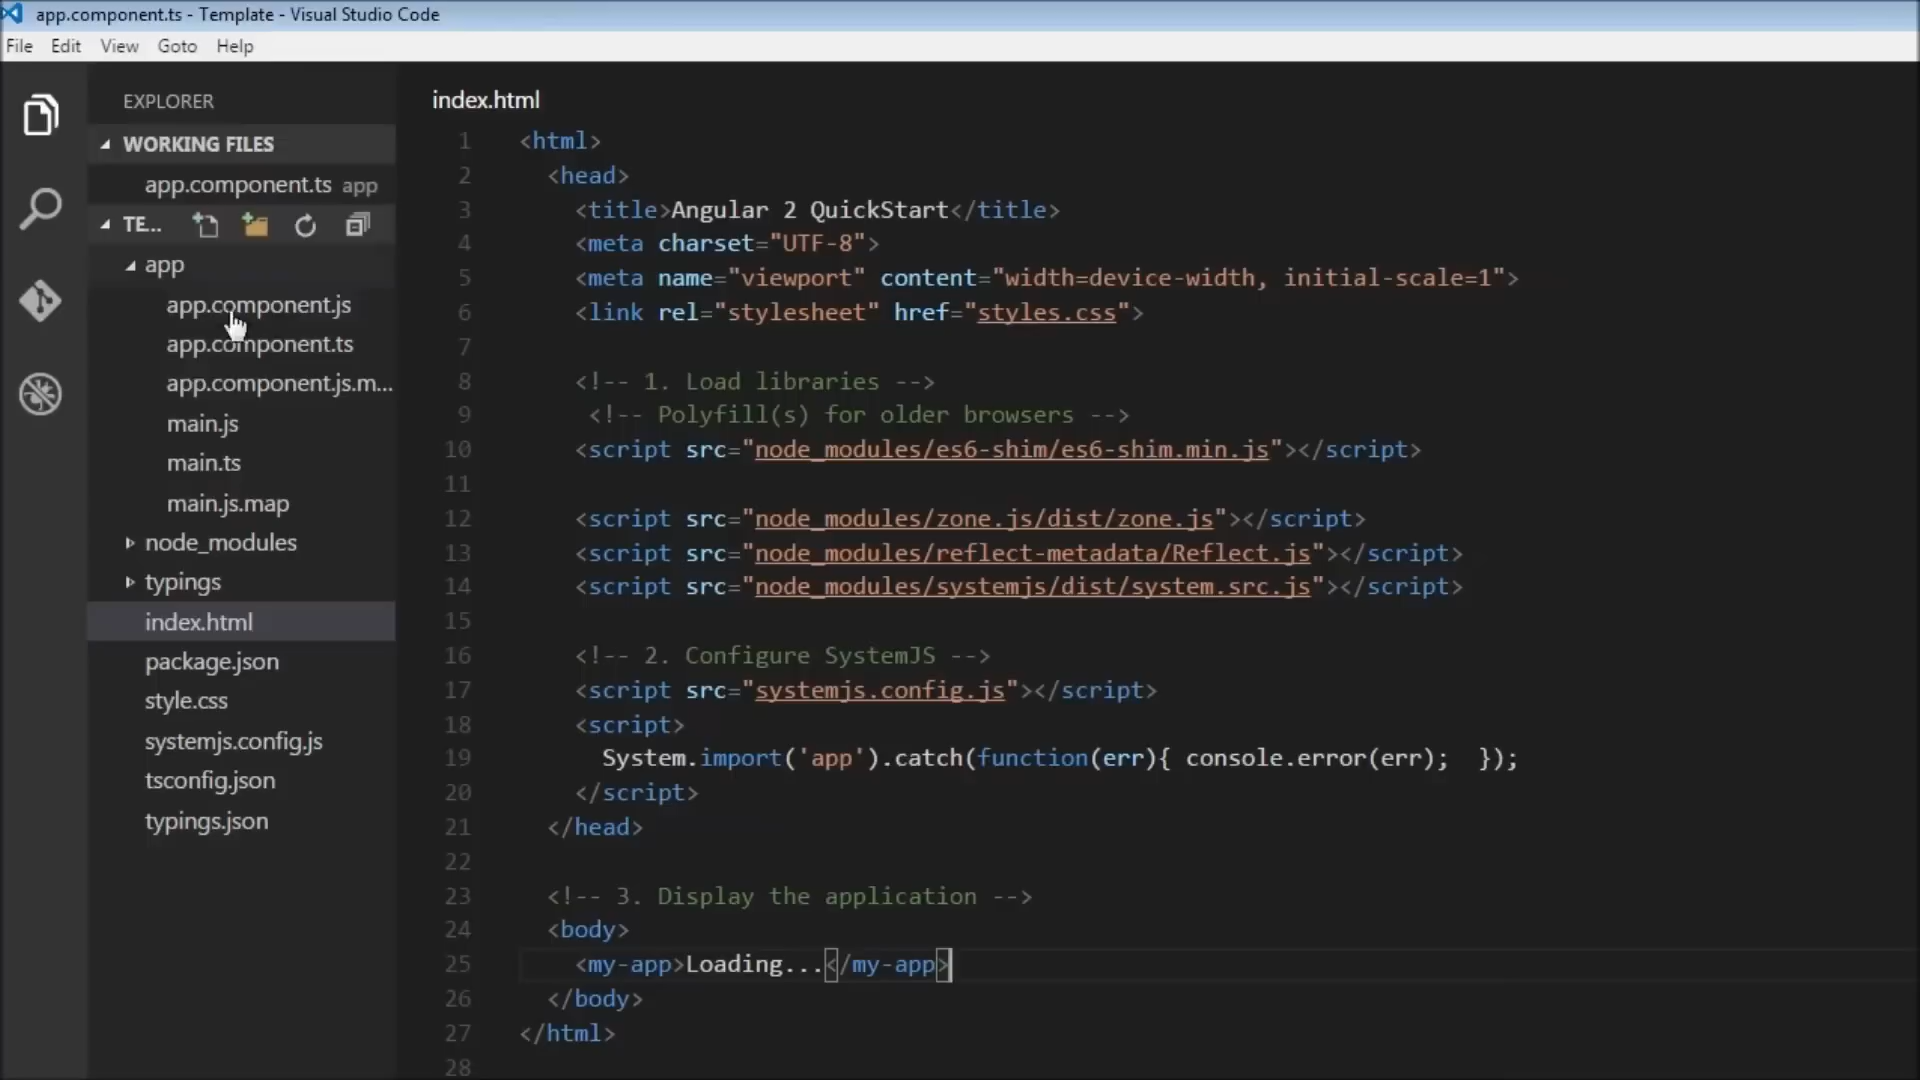 app.component.ts - Template - Visual Studio Code
File Edit View Goto Help
EXPLORER
WORKING FILES
app.component.ts app
TE...
app
app.component.js
app.component.ts
app.component.js.m...
main.js
main.ts
main.js.map
node_modules
typings
index.html
package.json
style.css
systemjs.config.js
tsconfig.json
typings.json
index.html
1 <html>
2 <head>
3 <title>Angular 2 QuickStart</title>
4 <meta charset="UTF-8">
5 <meta name="viewport" content="width=device-width, initial-scale=1">
6 <link rel="stylesheet" href="styles.css">
7
8 <!-- 1. Load libraries -->
9 <!-- Polyfill(s) for older browsers -->
10 <script src="node_modules/es6-shim/es6-shim.min.js"></script>
11
12 <script src="node_modules/zone.js/dist/zone.js"></script>
13 <script src="node_modules/reflect-metadata/Reflect.js"></script>
14 <script src="node_modules/systemjs/dist/system.src.js"></script>
15
16 <!-- 2. Configure SystemJS -->
17 <script src="systemjs.config.js"></script>
18 <script>
19 System.import('app').catch(function(err){ console.error(err);  });
20 </script>
21 </head>
22
23 <!-- 3. Display the application -->
24 <body>
25 <my-app>Loading...</my-app>
26 </body>
27 </html>
28